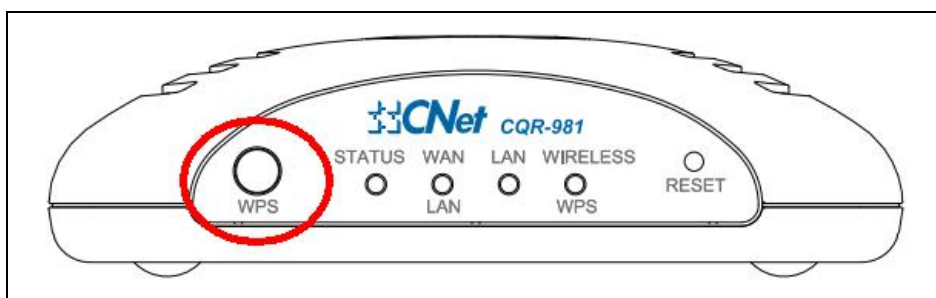 CNet CQR-981
STATUS WAN LAN WIRELESS
WPS LAN WPS RESET